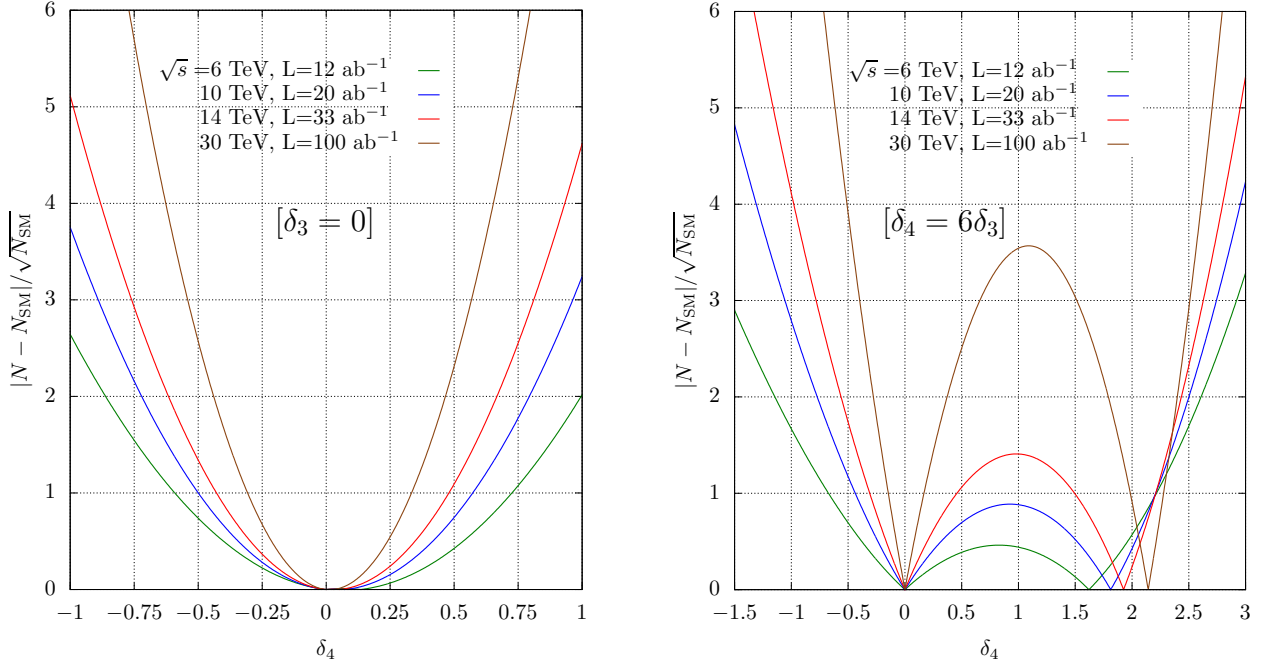 6
5
4
3
2
1
0
|N − N_SM|/√N_SM
√s =6 TeV, L=12 ab⁻¹
10 TeV, L=20 ab⁻¹
14 TeV, L=33 ab⁻¹
30 TeV, L=100 ab⁻¹
[δ₃ = 0]
−1 −0.75 −0.5 −0.25 0 0.25 0.5 0.75 1
δ₄
6
5
4
3
2
1
0
|N − N_SM|/√N_SM
√s =6 TeV, L=12 ab⁻¹
10 TeV, L=20 ab⁻¹
14 TeV, L=33 ab⁻¹
30 TeV, L=100 ab⁻¹
[δ₄ = 6δ₃]
−1.5 −1 −0.5 0 0.5 1 1.5 2 2.5 3
δ₄